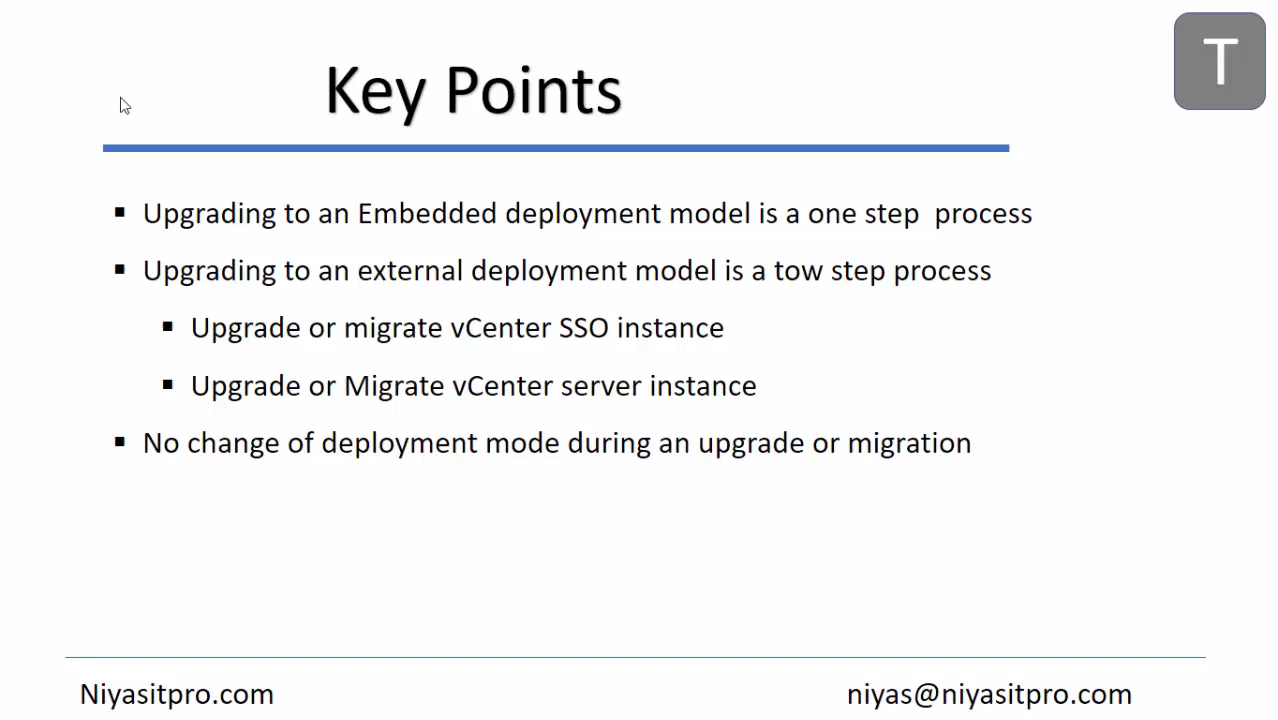 T
Key Points
▪ Upgrading to an Embedded deployment model is a one step  process
▪ Upgrading to an external deployment model is a tow step process
▪ Upgrade or migrate vCenter SSO instance
▪ Upgrade or Migrate vCenter server instance
▪ No change of deployment mode during an upgrade or migration
Niyasitpro.com
niyas@niyasitpro.com